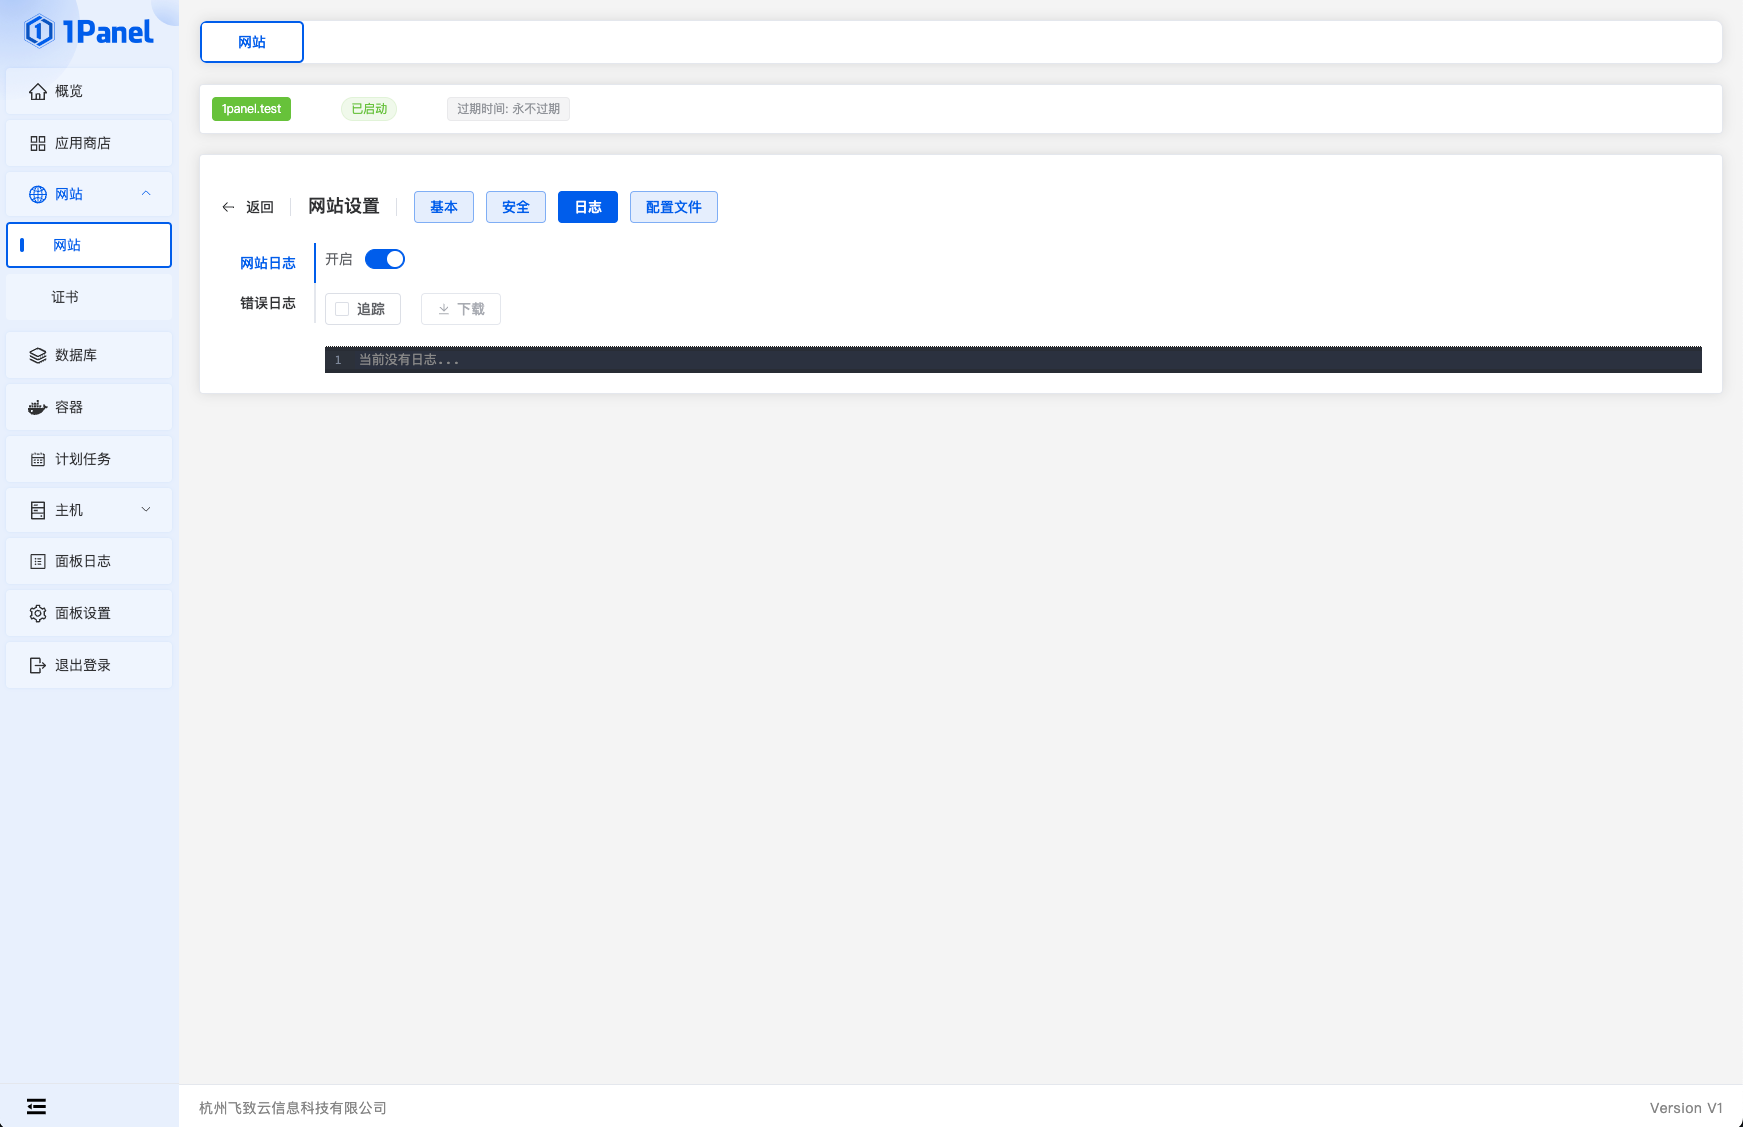 1Panel
概览
应用商店
网站
网站
证书
数据库
容器
计划任务
主机
面板日志
面板设置
退出登录
网站
1panel.test 已启动 过期时间: 永不过期
返回 网站设置 基本 安全 日志 配置文件
网站日志
错误日志
开启
追踪 下载
1 当前没有日志...
杭州飞致云信息科技有限公司 Version V1